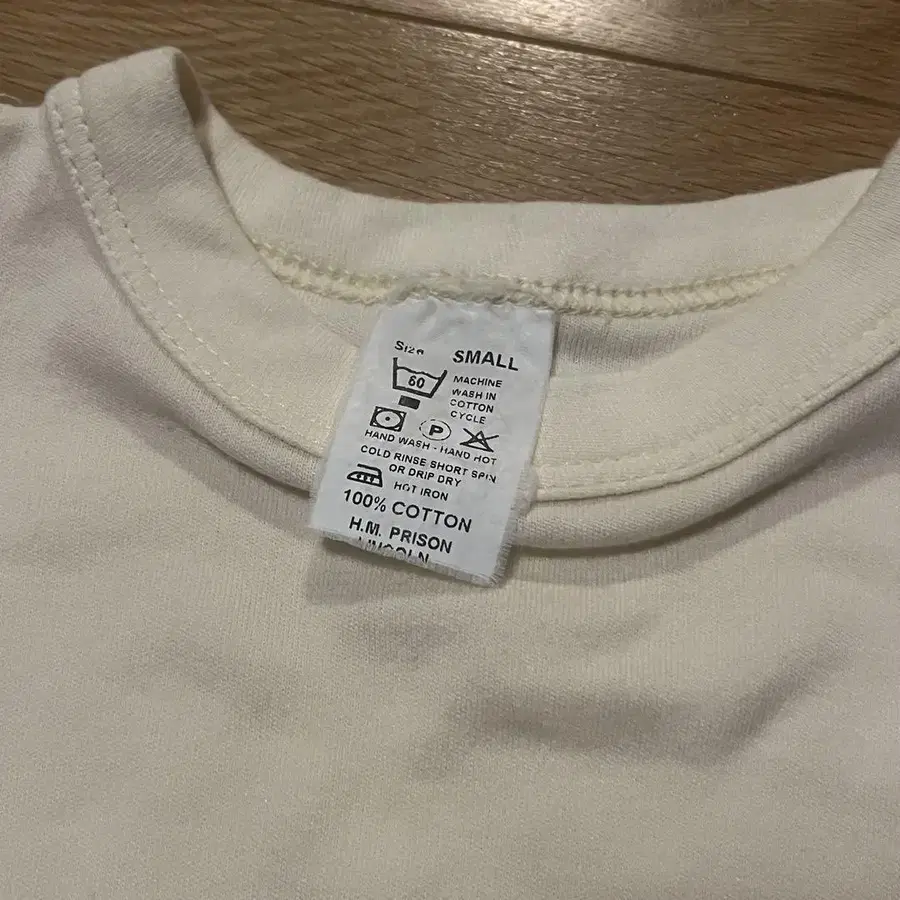 Size SMALL
60 MACHINE
WASH IN
COTTON
CYCLE
P
HAND WASH - HAND HOT
COLD RINSE SHORT SPIN
OR DRIP DRY
HOT IRON
100% COTTON
H.M. PRISON
LINCOLN